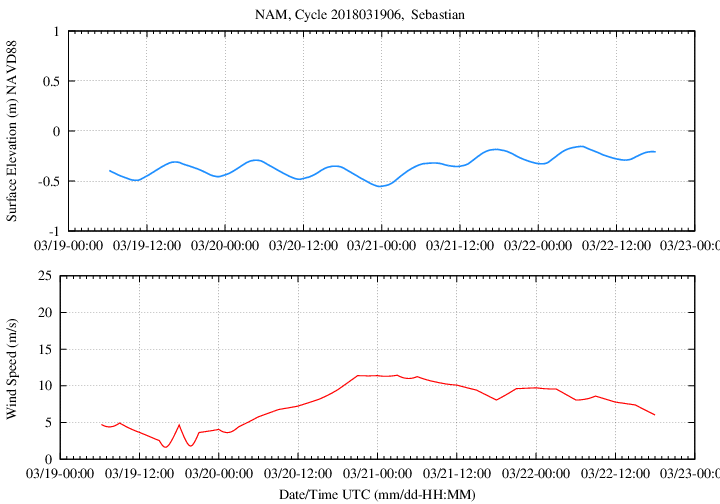 NAM, Cycle 2018031906,  Sebastian
Surface Elevation (m) NAVD88
1
0.5
0
-0.5
-1
03/19-00:00 03/19-12:00 03/20-00:00 03/20-12:00 03/21-00:00 03/21-12:00 03/22-00:00 03/22-12:00 03/23-0
Wind Speed (m/s)
25
20
15
10
5
0
03/19-00:00 03/19-12:00 03/20-00:00 03/20-12:00 03/21-00:00 03/21-12:00 03/22-00:00 03/22-12:00 03/23-0
Date/Time UTC (mm/dd-HH:MM)